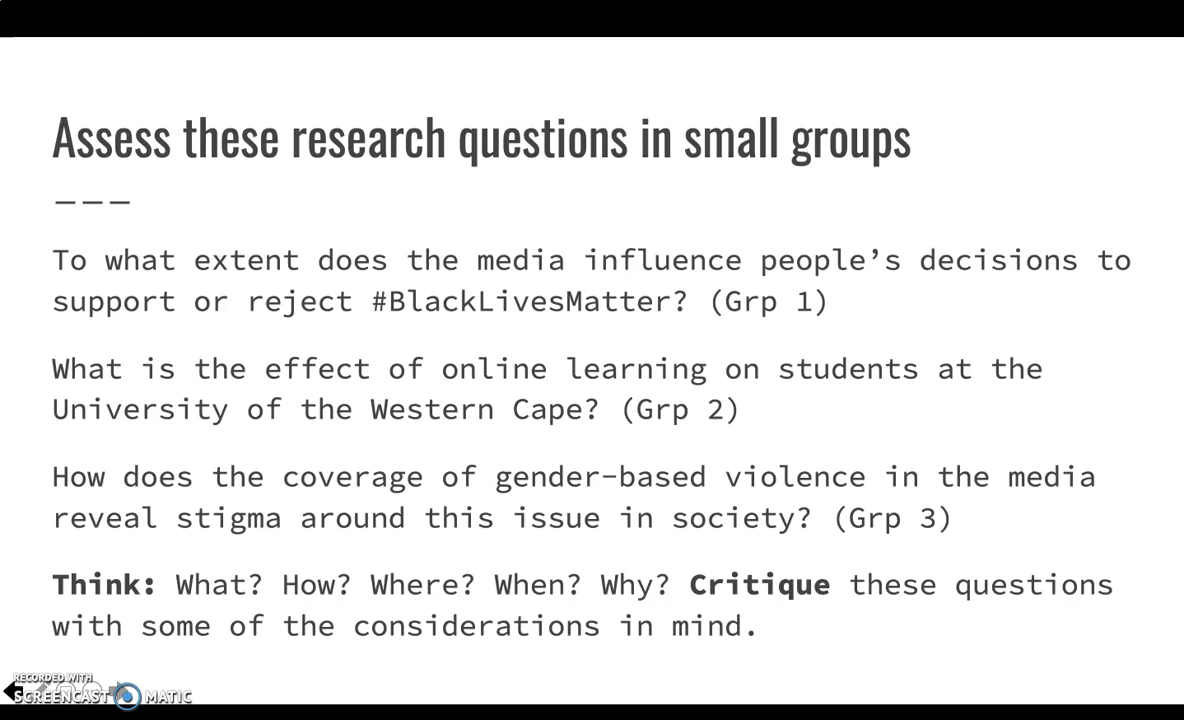 Assess these research questions in small groups
To what extent does the media influence people’s decisions to
support or reject #BlackLivesMatter? (Grp 1)
What is the effect of online learning on students at the
University of the Western Cape? (Grp 2)
How does the coverage of gender-based violence in the media
reveal stigma around this issue in society? (Grp 3)
Think: What? How? Where? When? Why? Critique these questions
with some of the considerations in mind.
RECORDED WITH
SCREENCAST MATIC